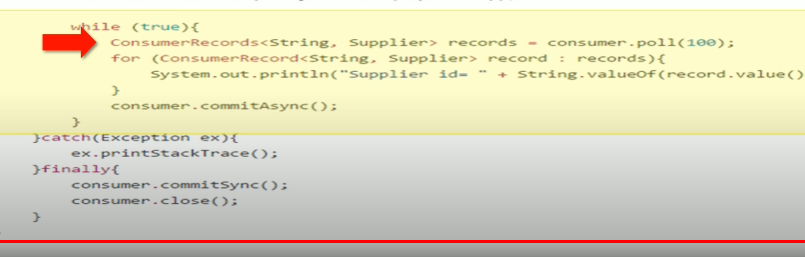 while (true){
ConsumerRecords<String, Supplier> records = consumer.poll(100);
for (ConsumerRecord<String, Supplier> record : records){
System.out.println("Supplier id= " + String.valueOf(record.value()
}
consumer.commitAsync();
}
}catch(Exception ex){
ex.printStackTrace();
}finally{
consumer.commitSync();
consumer.close();
}